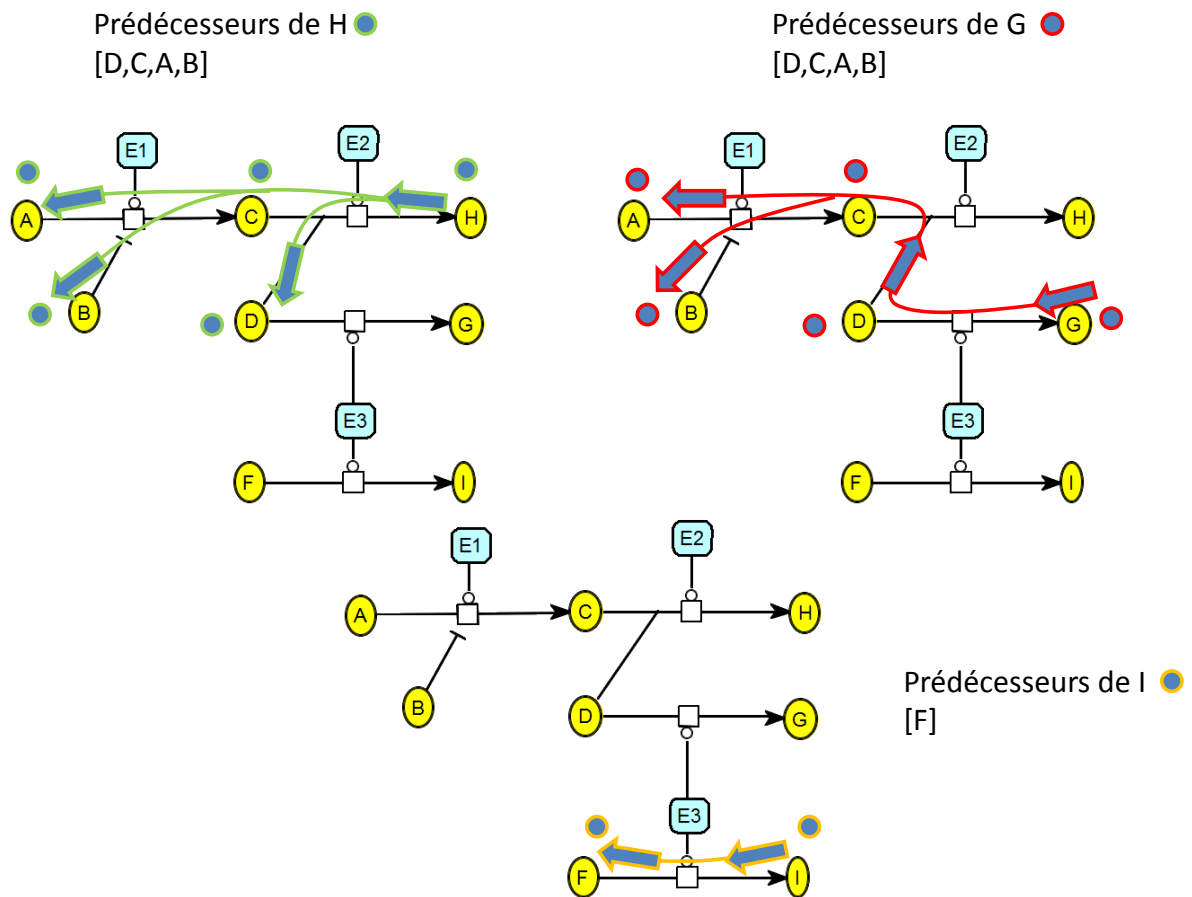 Prédécesseurs de H
[D,C,A,B]
Prédécesseurs de G
[D,C,A,B]
E1
E2
A
C
H
B
D
G
E3
F
I
E1
E2
A
C
H
B
D
G
E3
F
I
E1
E2
A
C
H
B
D
G
Prédécesseurs de I
[F]
E3
F
I